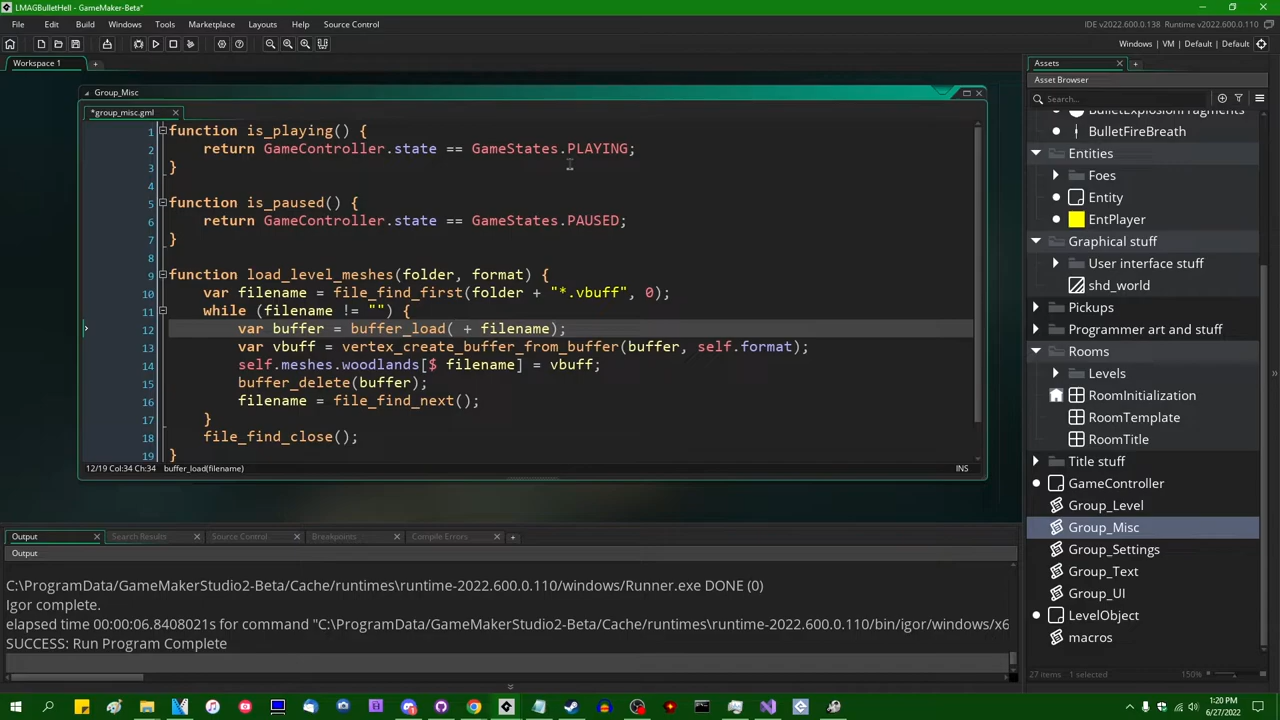 LMAGBulletHell - GameMaker-Beta*
File Edit Build Windows Tools Marketplace Layouts Help Source Control
IDE v2022.600.0.138 Runtime v2022.600.0.110
Windows | VM | Default | Default
Workspace 1
Assets
Group_Misc
Asset Browser
*group_misc.gml
Search...
1 function is_playing() {
2 return GameController.state == GameStates.PLAYING;
3 }
4
5 function is_paused() {
6 return GameController.state == GameStates.PAUSED;
7 }
8
9 function load_level_meshes(folder, format) {
10 var filename = file_find_first(folder + "*.vbuff", 0);
11 while (filename != "") {
12 var buffer = buffer_load( + filename);
13 var vbuff = vertex_create_buffer_from_buffer(buffer, self.format);
14 self.meshes.woodlands[$ filename] = vbuff;
15 buffer_delete(buffer);
16 filename = file_find_next();
17 }
18 file_find_close();
19 }
12/19 Col:34 Ch:34 buffer_load(filename) INS
BulletExplosionFragments
BulletFireBreath
Entities
Foes
Entity
EntPlayer
Graphical stuff
User interface stuff
shd_world
Pickups
Programmer art and stuff
Rooms
Levels
RoomInitialization
RoomTemplate
RoomTitle
Title stuff
GameController
Group_Level
Group_Misc
Group_Settings
Group_Text
Group_UI
LevelObject
macros
27 items 1 selected 150%
Output Search Results Source Control Breakpoints Compile Errors
Output
C:\ProgramData/GameMakerStudio2-Beta/Cache/runtimes\runtime-2022.600.0.110/windows/Runner.exe DONE (0)
Igor complete.
elapsed time 00:00:06.8408021s for command "C:\ProgramData/GameMakerStudio2-Beta/Cache/runtimes\runtime-2022.600.0.110/bin/igor/windows/x6
SUCCESS: Run Program Complete
1:20 PM
6/27/2022